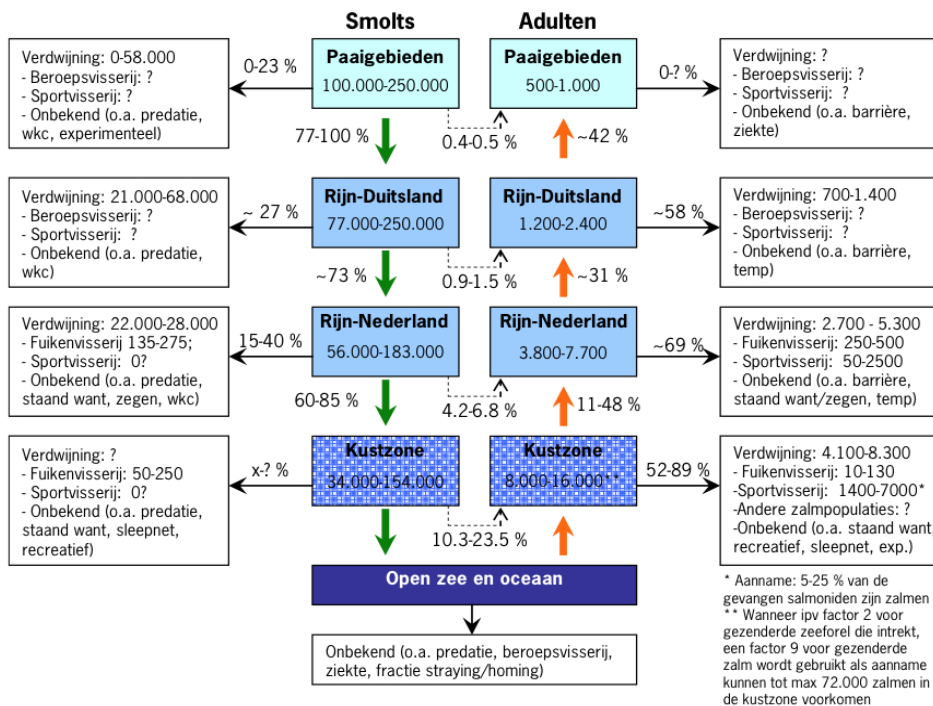 Smolts
Adulten
Verdwijning: 0-58.000
- Beroepsvisserij: ?
- Sportvisserij: ?
- Onbekend (o.a. predatie,
wkc, experimenteel)
0-23 %
Paaigebieden
100.000-250.000
Paaigebieden
500-1.000
0-? %
Verdwijning: ?
- Beroepsvisserij: ?
- Sportvisserij: ?
- Onbekend (o.a. barrière,
ziekte)
77-100 %
0.4-0.5 %
~42 %
Verdwijning: 21.000-68.000
- Beroepsvisserij: ?
- Sportvisserij: ?
- Onbekend (o.a. predatie,
wkc)
~ 27 %
Rijn-Duitsland
77.000-250.000
Rijn-Duitsland
1.200-2.400
~58 %
Verdwijning: 700-1.400
- Beroepsvisserij: ?
- Sportvisserij: ?
- Onbekend (o.a. barrière,
temp)
~73 %
0.9-1.5 %
~31 %
Verdwijning: 22.000-28.000
- Fuikenvisserij 135-275;
- Sportvisserij: 0?
- Onbekend (o.a. predatie,
staand want, zegen, wkc)
15-40 %
Rijn-Nederland
56.000-183.000
Rijn-Nederland
3.800-7.700
~69 %
Verdwijning: 2.700 - 5.300
- Fuikenvisserij: 250-500
- Sportvisserij: 50-2500
- Onbekend (o.a. barrière,
staand want/zegen, temp)
60-85 %
4.2-6.8 %
11-48 %
Verdwijning: ?
- Fuikenvisserij: 50-250
- Sportvisserij: 0?
- Onbekend (o.a. predatie,
staand want, sleepnet,
recreatief)
x-? %
Kustzone
34.000-154.000
Kustzone
8.000-16.000**
52-89 %
Verdwijning: 4.100-8.300
- Fuikenvisserij: 10-130
-Sportvisserij: 1400-7000*
-Andere zalmpopulaties: ?
-Onbekend (o.a. staand want,
recreatief, sleepnet, exp.)
10.3-23.5 %
Open zee en oceaan
Onbekend (o.a. predatie, beroepsvisserij,
ziekte, fractie straying/homing)
* Aanname: 5-25 % van de
gevangen salmoniden zijn zalmen
** Wanneer ipv factor 2 voor
gezenderde zeeforel die intrekt,
een factor 9 voor gezenderde
zalm wordt gebruikt als aanname
kunnen tot max 72.000 zalmen in
de kustzone voorkomen